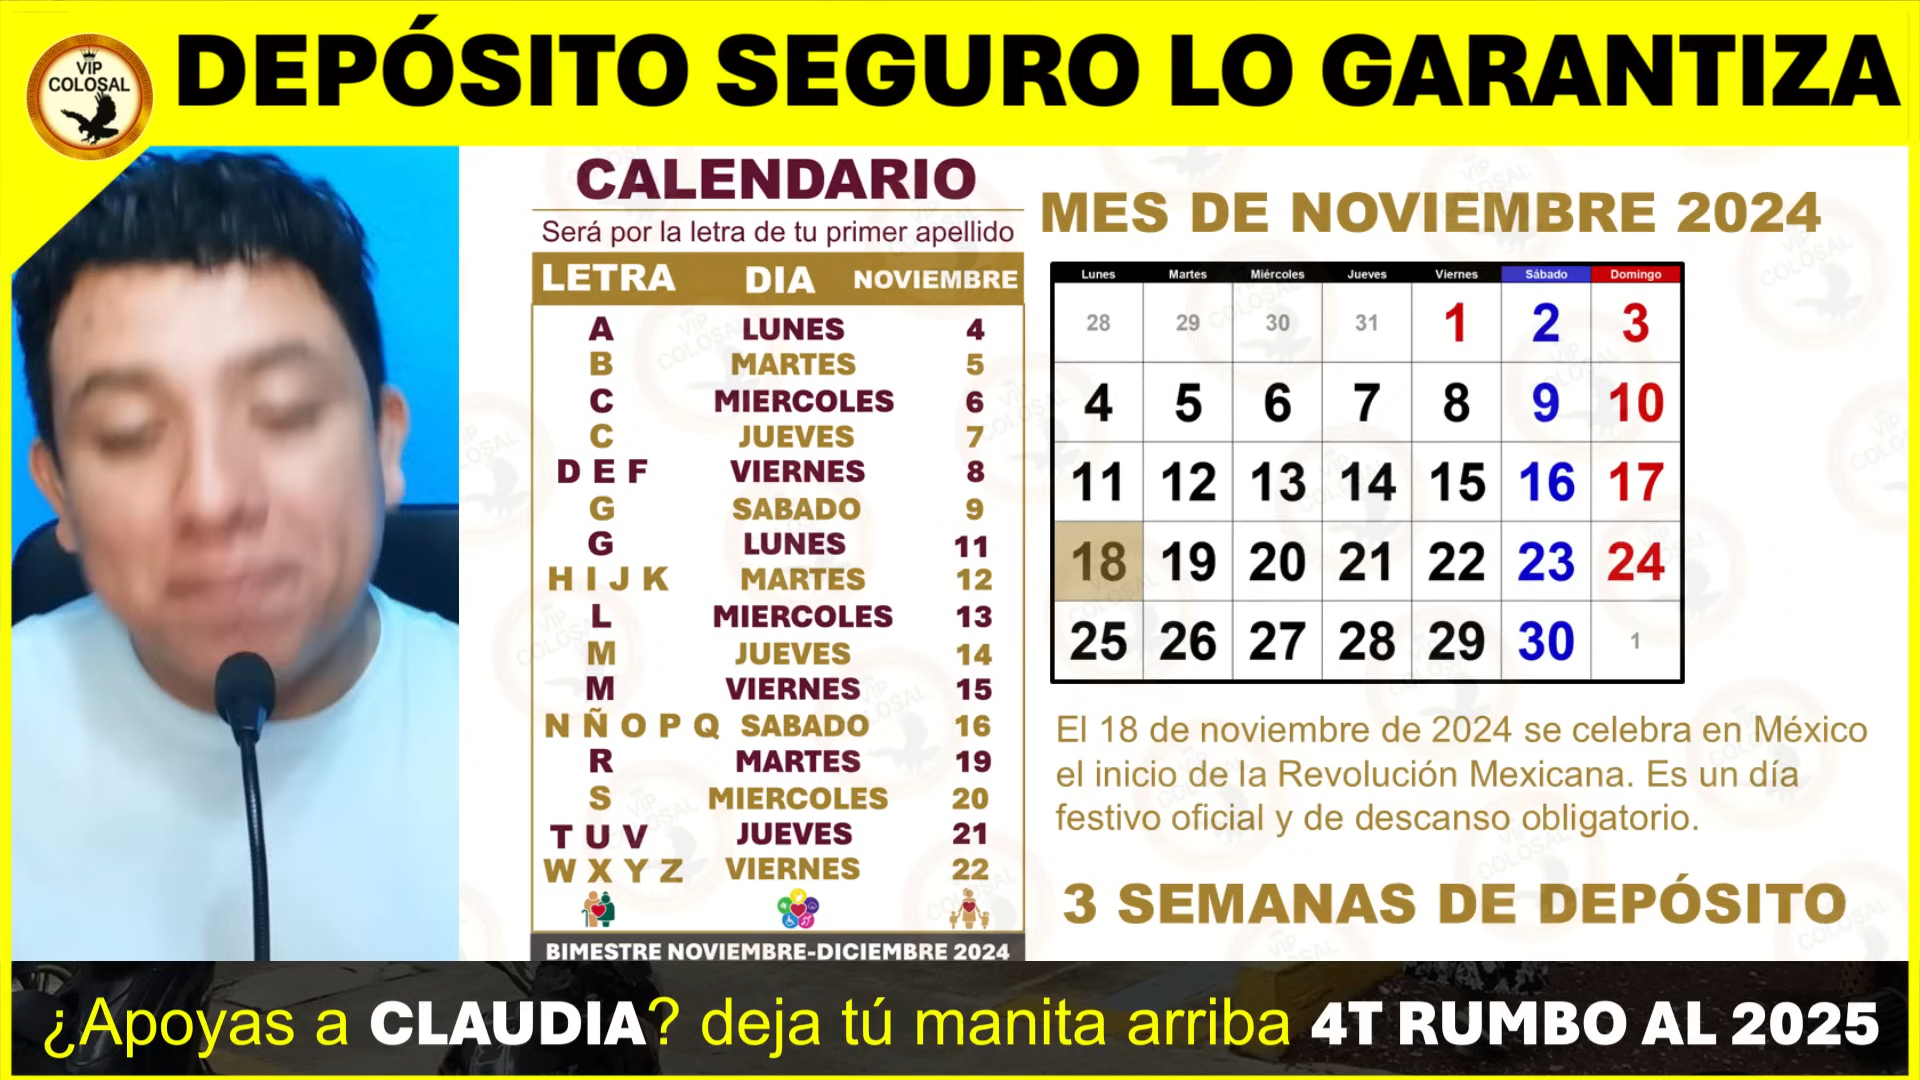 VIP
COLOSAL
DEPÓSITO SEGURO LO GARANTIZA
CALENDARIO
Será por la letra de tu primer apellido
LETRA DIA NOVIEMBRE
A LUNES 4
B MARTES 5
C MIERCOLES 6
C JUEVES 7
D E F VIERNES 8
G SABADO 9
G LUNES 11
H I J K MARTES 12
L MIERCOLES 13
M JUEVES 14
M VIERNES 15
N Ñ O P Q SABADO 16
R MARTES 19
S MIERCOLES 20
T U V JUEVES 21
W X Y Z VIERNES 22
BIMESTRE NOVIEMBRE-DICIEMBRE 2024
MES DE NOVIEMBRE 2024
Lunes Martes Miércoles Jueves Viernes Sábado Domingo
28 29 30 31 1 2 3
4 5 6 7 8 9 10
11 12 13 14 15 16 17
18 19 20 21 22 23 24
25 26 27 28 29 30 1
El 18 de noviembre de 2024 se celebra en México
el inicio de la Revolución Mexicana. Es un día
festivo oficial y de descanso obligatorio.
3 SEMANAS DE DEPÓSITO
¿Apoyas a CLAUDIA? deja tú manita arriba 4T RUMBO AL 2025